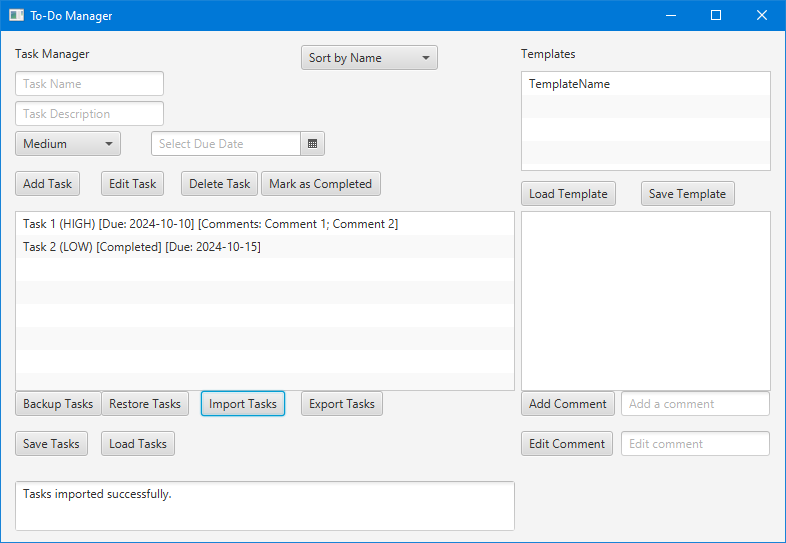 To-Do Manager
Task Manager
Sort by Name
Templates
Task Name
TemplateName
Task Description
Medium
Select Due Date
Add Task
Edit Task
Delete Task
Mark as Completed
Load Template
Save Template
Task 1 (HIGH) [Due: 2024-10-10] [Comments: Comment 1; Comment 2]
Task 2 (LOW) [Completed] [Due: 2024-10-15]
Backup Tasks
Restore Tasks
Import Tasks
Export Tasks
Add Comment
Add a comment
Save Tasks
Load Tasks
Edit Comment
Edit comment
Tasks imported successfully.